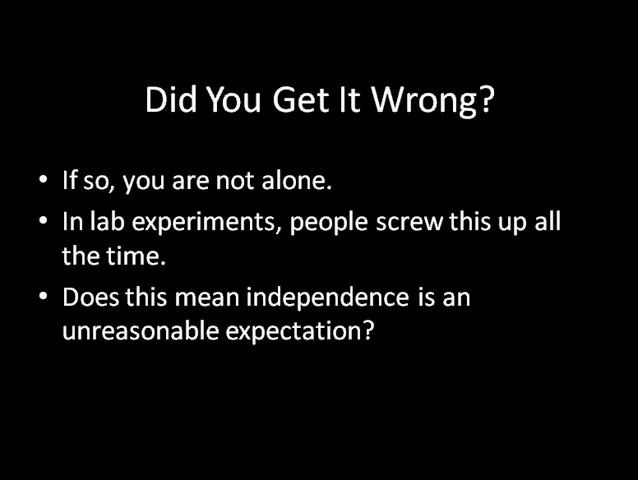 Did You Get It Wrong?
• If so, you are not alone.
• In lab experiments, people screw this up all
the time.
• Does this mean independence is an
unreasonable expectation?